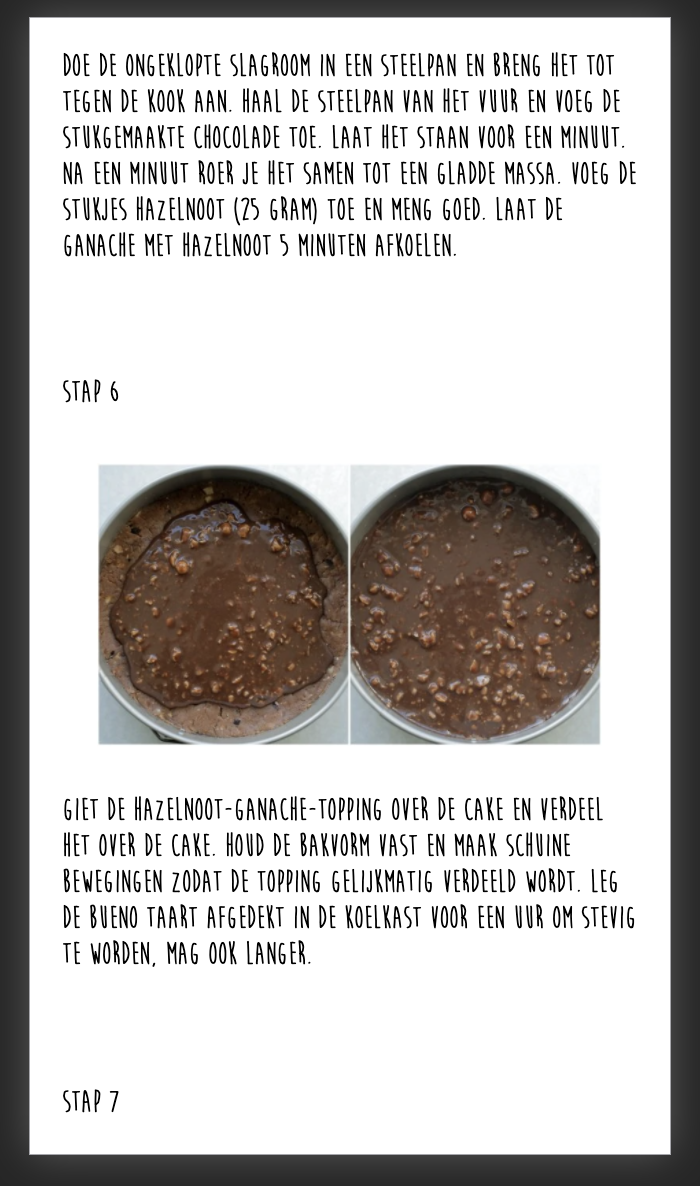 DOE DE ONGEKLOPTE SLAGROOM IN EEN STEELPAN EN BRENG HET TOT
TEGEN DE KOOK AAN. HAAL DE STEELPAN VAN HET VUUR EN VOEG DE
STUKGEMAAKTE CHOCOLADE TOE. LAAT HET STAAN VOOR EEN MINUUT.
NA EEN MINUUT ROER JE HET SAMEN TOT EEN GLADDE MASSA. VOEG DE
STUKJES HAZELNOOT (25 GRAM) TOE EN MENG GOED. LAAT DE
GANACHE MET HAZELNOOT 5 MINUTEN AFKOELEN.
STAP 6
GIET DE HAZELNOOT-GANACHE-TOPPING OVER DE CAKE EN VERDEEL
HET OVER DE CAKE. HOUD DE BAKVORM VAST EN MAAK SCHUINE
BEWEGINGEN ZODAT DE TOPPING GELIJKMATIG VERDEELD WORDT. LEG
DE BUENO TAART AFGEDEKT IN DE KOELKAST VOOR EEN UUR OM STEVIG
TE WORDEN, MAG OOK LANGER.
STAP 7